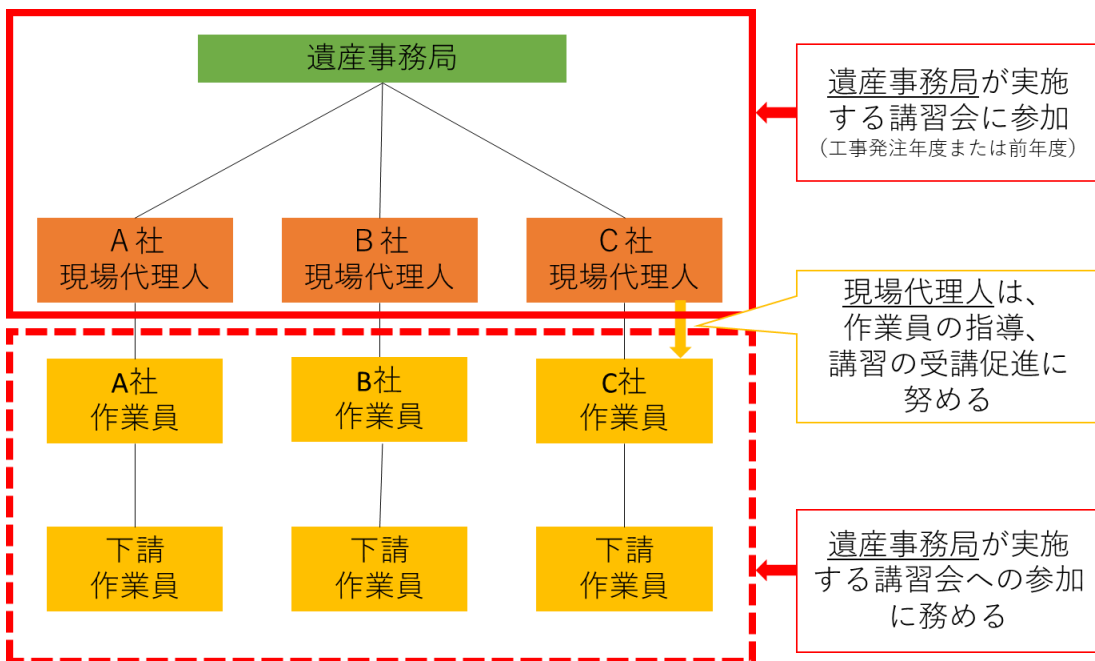 遺産事務局
遺産事務局が実施
する講習会に参加
（工事発注年度または前年度）
Ａ社
現場代理人
Ｂ社
現場代理人
Ｃ社
現場代理人
現場代理人は、
作業員の指導、
講習の受講促進に
努める
A社
作業員
B社
作業員
C社
作業員
下請
作業員
下請
作業員
下請
作業員
遺産事務局が実施
する講習会への参加
に務める